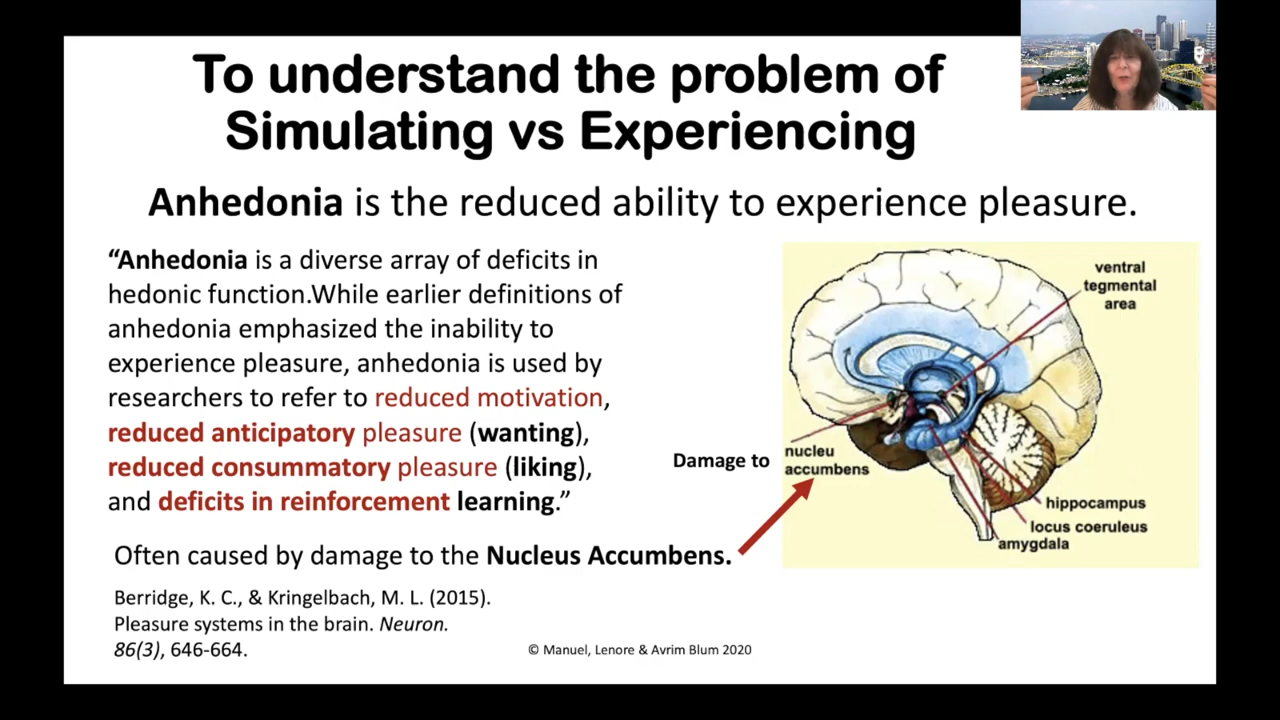 To understand the problem of
Simulating vs Experiencing
Anhedonia is the reduced ability to experience pleasure.
“Anhedonia is a diverse array of deficits in
hedonic function.While earlier definitions of
anhedonia emphasized the inability to
experience pleasure, anhedonia is used by
researchers to refer to reduced motivation,
reduced anticipatory pleasure (wanting),
reduced consummatory pleasure (liking),
and deficits in reinforcement learning.”
Often caused by damage to the Nucleus Accumbens.
Berridge, K. C., & Kringelbach, M. L. (2015).
Pleasure systems in the brain. Neuron.
86(3), 646-664.
Damage to
ventral
tegmental
area
nucleu
accumbens
hippocampus
locus coeruleus
amygdala
© Manuel, Lenore & Avrim Blum 2020